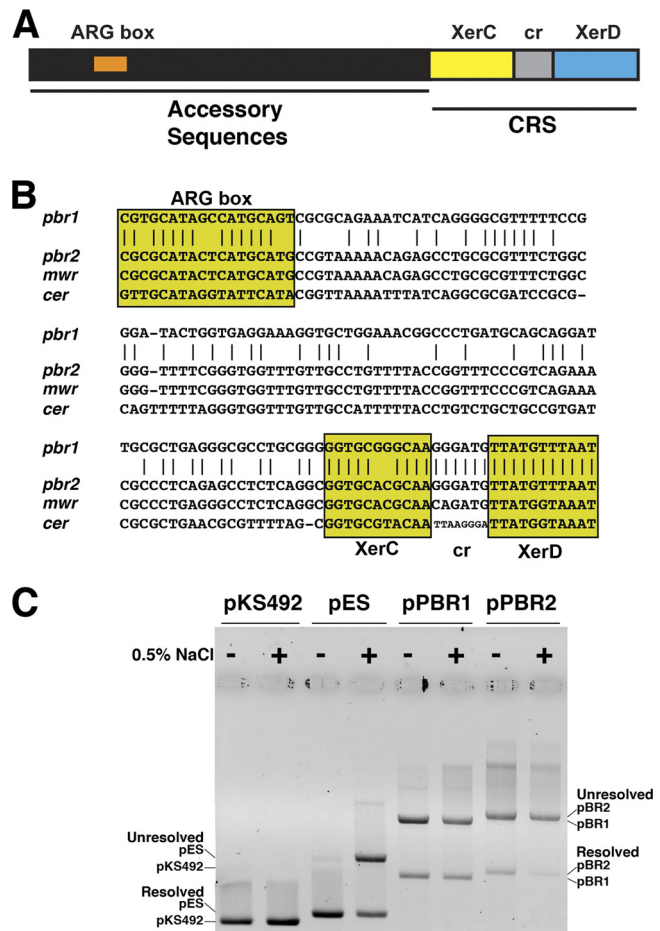 A
ARG box XerC cr XerD
Accessory
Sequences
CRS
B
ARG box
pbr1 CGTGCATAGCCATGCAGTCGCGCAGAAATCATCAGGGGCGTTTTTCCG
pbr2 CGCGCATACTCATGCATGCCGTAAAAACAGAGCCTGCGCGTTTCTGGC
mwr CGCGCATACTCATGCATGCCGTAAAAACAGAGCCTGCGCGTTTCTGGC
cer GTTGCATAGGTATTCATACGGTTAAAATTTATCAGGCGCGATCCGCG-
pbr1 GGA-TACTGGTGAGGAAAGGTGCTGGAAACGGCCCTGATGCAGCAGGAT
pbr2 GGG-TTTTCGGGTGGTTTGTTGCCTGTTTTACCGGTTTCCCGTCAGAAA
mwr GGG-TTTTCGGGTGGTTTGTTGCCTGTTTTACCGGTTTCCCGTCAGAAA
cer CAGTTTTTAGGGTGGTTTGTTGCCATTTTTACCTGTCTGCTGCCGTGAT
pbr1 TGCGCTGAGGGCGCCTGCGGGGGTGCGGGCAAGGGATGTTATGTTTAAT
pbr2 CGCCCTCAGAGCCTCTCAGGCGGTGCACGCAAGGGATGTTATGTTTAAT
mwr CGCCCTGAGGGCCTCTCAGGCGGTGCACGCAACAGATGTTATGGTAAAT
cer CGCGCTGAACGCGTTTTAG-CGGTGCGTACAATTAAGGGATTATGGTAAAT
XerC cr XerD
C
pKS492 pES pPBR1 pPBR2
0.5% NaCl - + - + - + - +
Unresolved
pES
pKS492
Resolved
pES
pKS492
Unresolved
pBR2
pBR1
Resolved
pBR2
pBR1